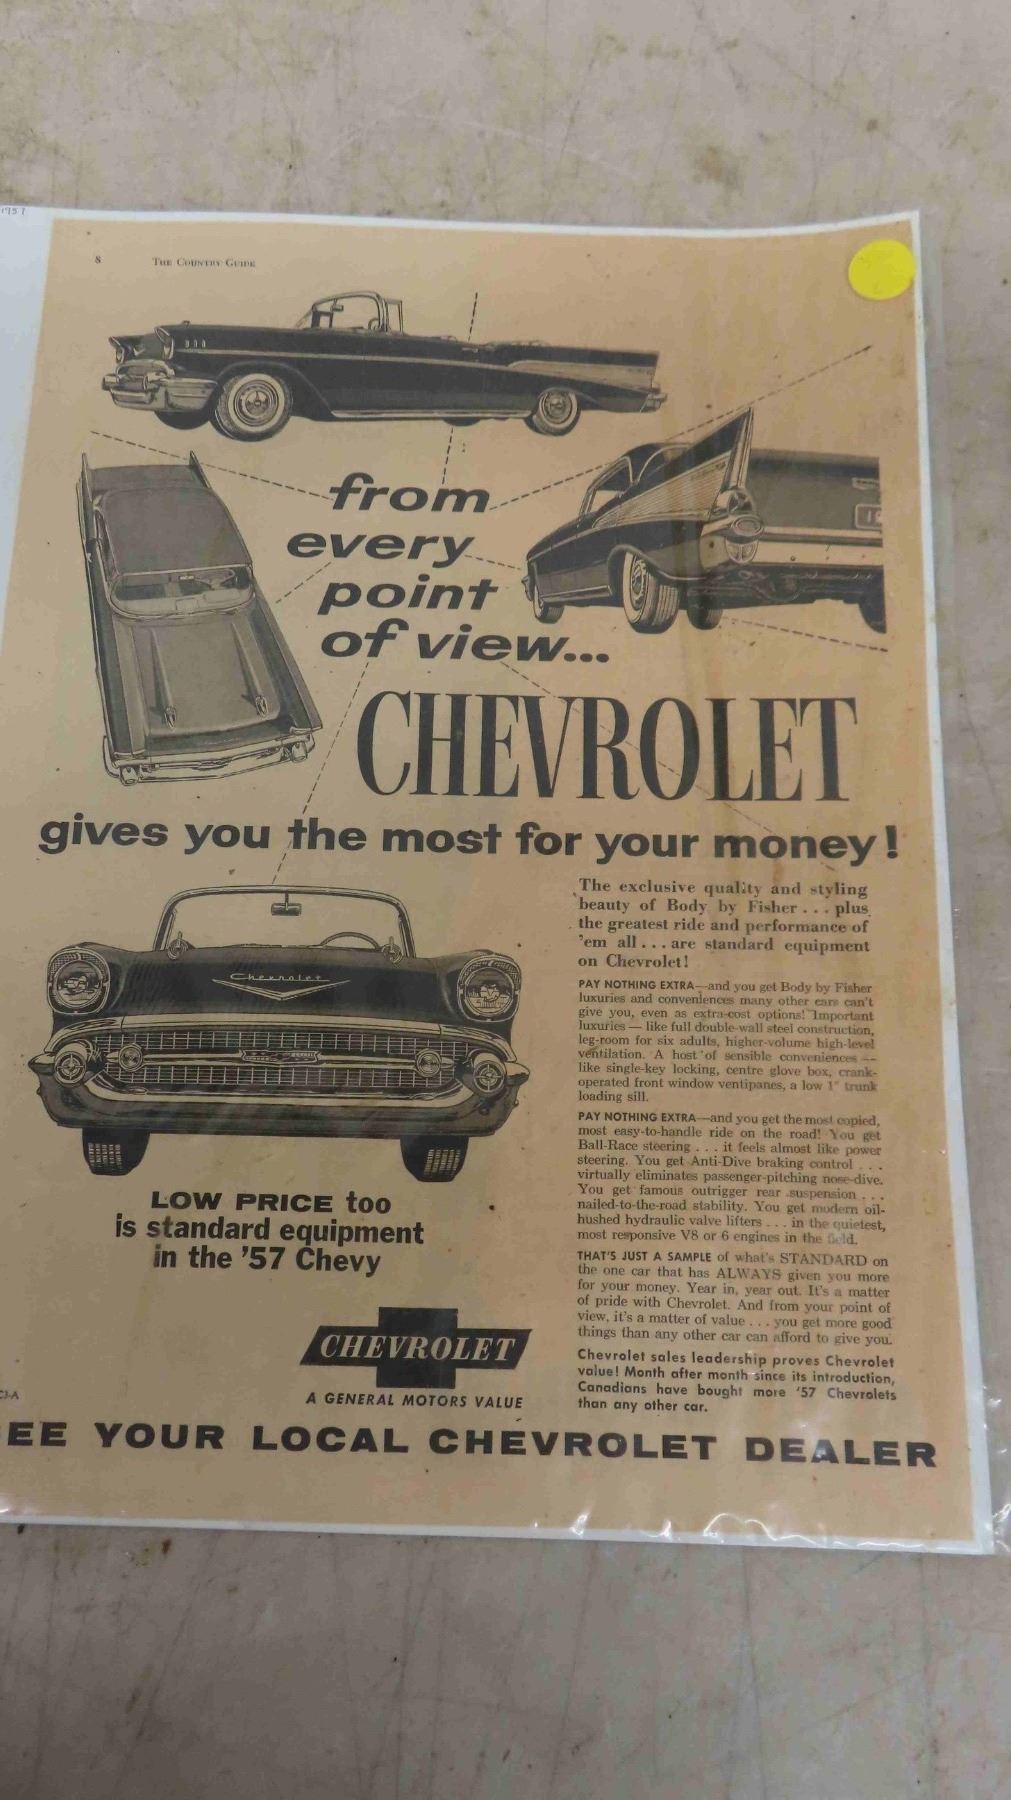 1957
8 THE COUNTRY GUIDE
from
every
point
of view...
CHEVROLET
gives you the most for your money!
The exclusive quality and styling
beauty of Body by Fisher . . . plus
the greatest ride and performance of
'em all . . . are standard equipment
on Chevrolet!
PAY NOTHING EXTRA—and you get Body by Fisher
luxuries and conveniences many other cars can't
give you, even as extra-cost options! Important
luxuries — like full double-wall steel construction,
leg-room for six adults, higher-volume high-level
ventilation. A host of sensible conveniences —
like single-key locking, centre glove box, crank-
operated front window ventipanes, a low 1" trunk
loading sill.
PAY NOTHING EXTRA—and you get the most copied,
most easy-to-handle ride on the road! You get
Ball-Race steering . . . it feels almost like power
steering. You get Anti-Dive braking control . . .
virtually eliminates passenger-pitching nose-dive.
You get famous outrigger rear suspension . . .
nailed-to-the-road stability. You get modern oil-
hushed hydraulic valve lifters . . . in the quietest,
most responsive V8 or 6 engines in the field.
THAT'S JUST A SAMPLE of what's STANDARD on
the one car that has ALWAYS given you more
for your money. Year in, year out. It's a matter
of pride with Chevrolet. And from your point of
view, it's a matter of value . . . you get more good
things than any other car can afford to give you.
Chevrolet sales leadership proves Chevrolet
value! Month after month since its introduction,
Canadians have bought more '57 Chevrolets
than any other car.
Chevrolet
LOW PRICE too
is standard equipment
in the '57 Chevy
CHEVROLET
A GENERAL MOTORS VALUE
C3-A
EE YOUR LOCAL CHEVROLET DEALER